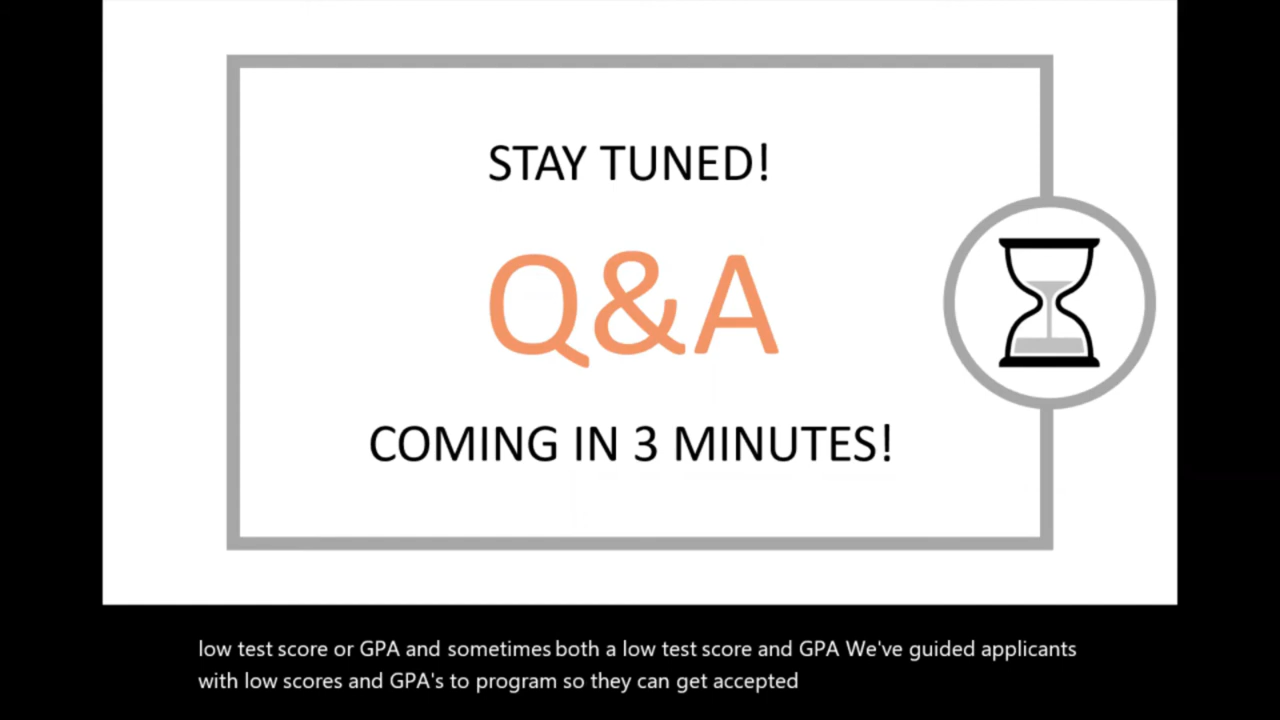 STAY TUNED!
Q&A
COMING IN 3 MINUTES!
low test score or GPA and sometimes both a low test score and GPA We've guided applicants
with low scores and GPA's to program so they can get accepted